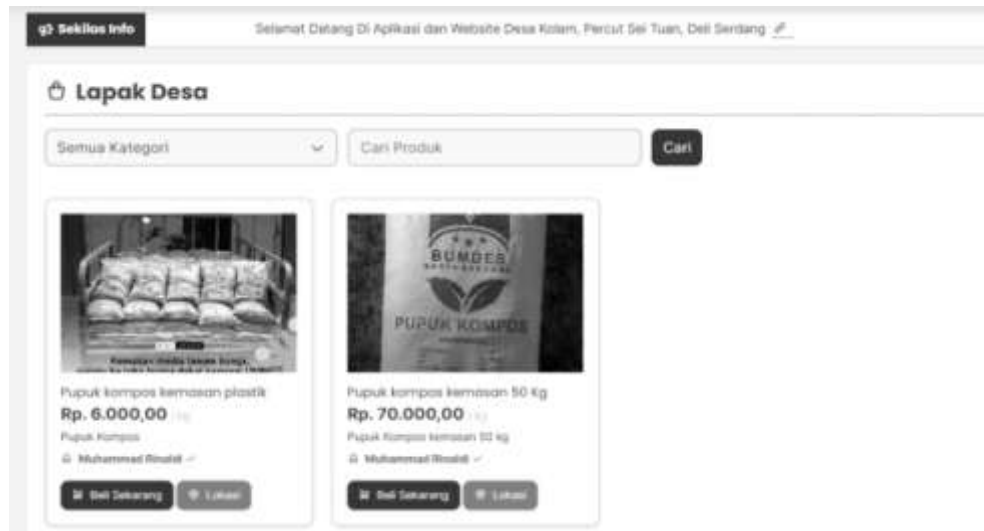 Sekilas Info
Selamat Datang Di Aplikasi dan Website Desa Kolam, Percut Sei Tuan, Deli Serdang
Lapak Desa
Semua Kategori
Cari Produk
Cari
BUMDES
PUPUK KOMPOS
Pupuk kompos kemasan plastik
Rp. 6.000,00
Pupuk Kompos
Muhammad Rinaldi
Beli Sekarang
Lokasi
Pupuk kompos kemasan 50 Kg
Rp. 70.000,00
Pupuk Kompos kemasan 50 kg
Muhammad Rinaldi
Beli Sekarang
Lokasi